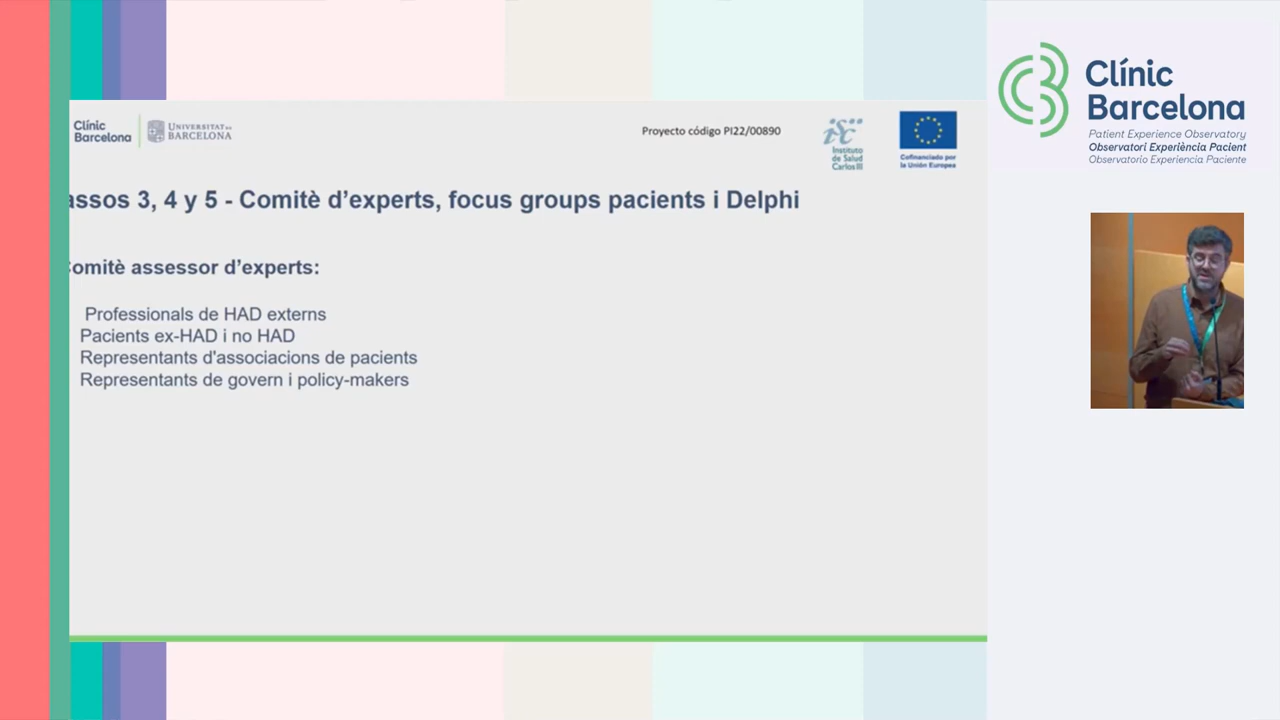 Clínic
Barcelona
UNIVERSITAT DE
BARCELONA
Proyecto código PI22/00890
isc
Instituto
de Salud
Carlos III
Cofinanciado por
la Unión Europea
assos 3, 4 y 5 - Comitè d'experts, focus groups pacients i Delphi
omitè assessor d'experts:
Professionals de HAD externs
Pacients ex-HAD i no HAD
Representants d'associacions de pacients
Representants de govern i policy-makers
Clínic
Barcelona
Patient Experience Observatory
Observatori Experiència Pacient
Observatorio Experiencia Paciente